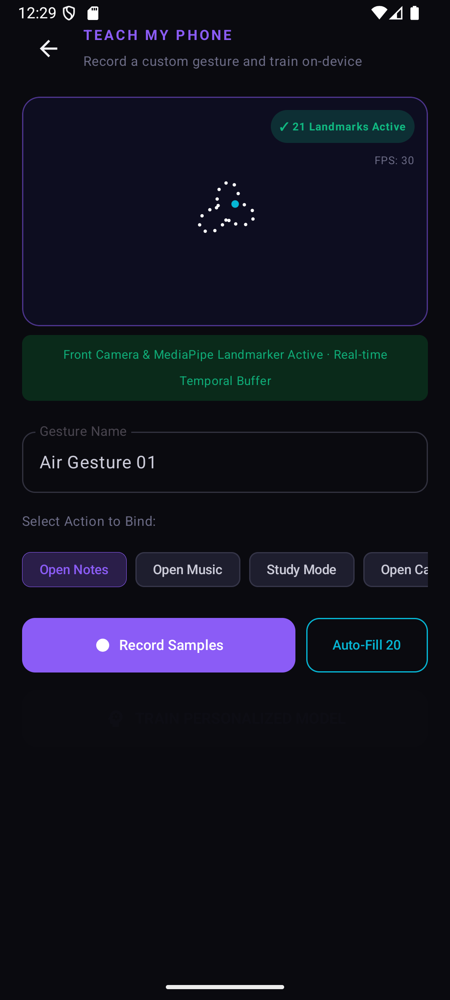 12:29
TEACH MY PHONE
Record a custom gesture and train on-device
✓ 21 Landmarks Active
FPS: 30
Front Camera & MediaPipe Landmarker Active · Real-time
Temporal Buffer
Gesture Name
Air Gesture 01
Select Action to Bind:
Open Notes
Open Music
Study Mode
Open Ca
Record Samples
Auto-Fill 20
TRAIN PERSONALIZED MODEL